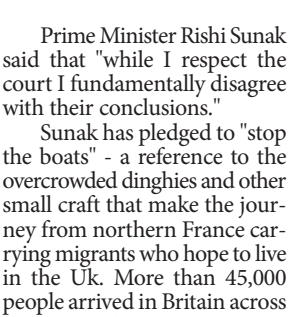 Prime Minister Rishi Sunak
said that "while I respect the
court I fundamentally disagree
with their conclusions."
Sunak has pledged to "stop
the boats" - a reference to the
overcrowded dinghies and other
small craft that make the jour-
ney from northern France car-
rying migrants who hope to live
in the Uk. More than 45,000
people arrived in Britain across